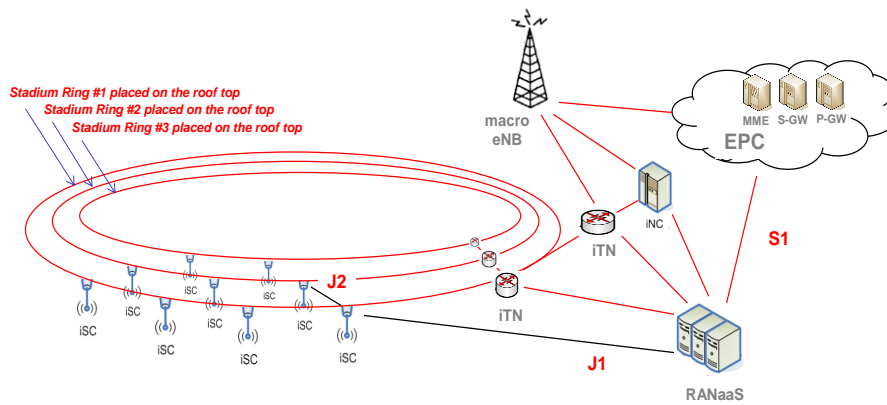 Stadium Ring #1 placed on the roof top
Stadium Ring #2 placed on the roof top
Stadium Ring #3 placed on the roof top
macro
eNB
MME S-GW P-GW
EPC
iNC
iTN
S1
iSC
iSC
J2
iSC
iSC
iSC
iTN
iSC
iSC
iSC
iSC
J1
RANaaS